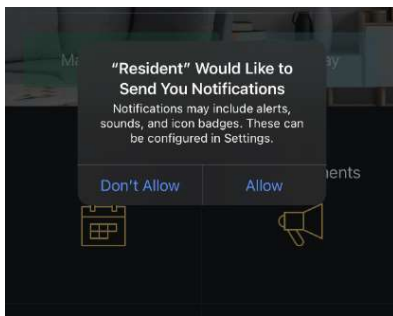 “Resident” Would Like to
Send You Notifications
Notifications may include alerts,
sounds, and icon badges. These can
be configured in Settings.
Don't Allow
Allow